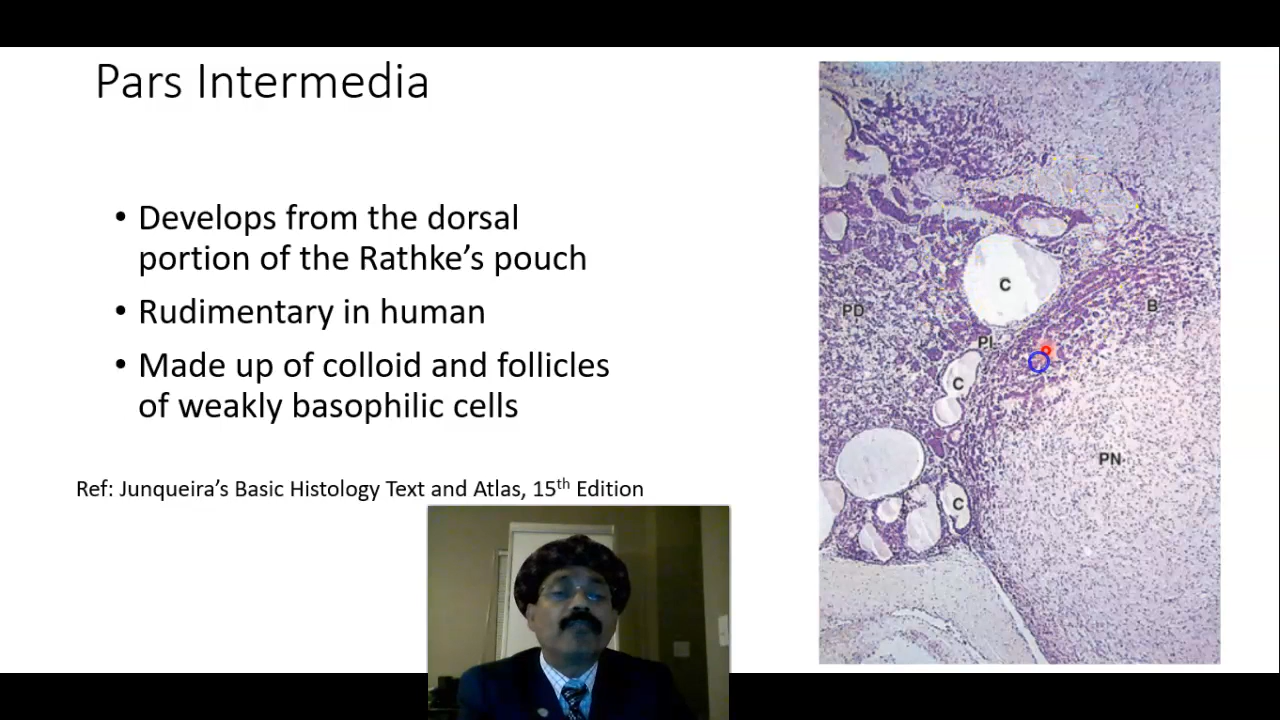 Pars Intermedia
• Develops from the dorsal
portion of the Rathke’s pouch
• Rudimentary in human
• Made up of colloid and follicles
of weakly basophilic cells
Ref: Junqueira’s Basic Histology Text and Atlas, 15th Edition
C
PD
B
PI
C
PN
C